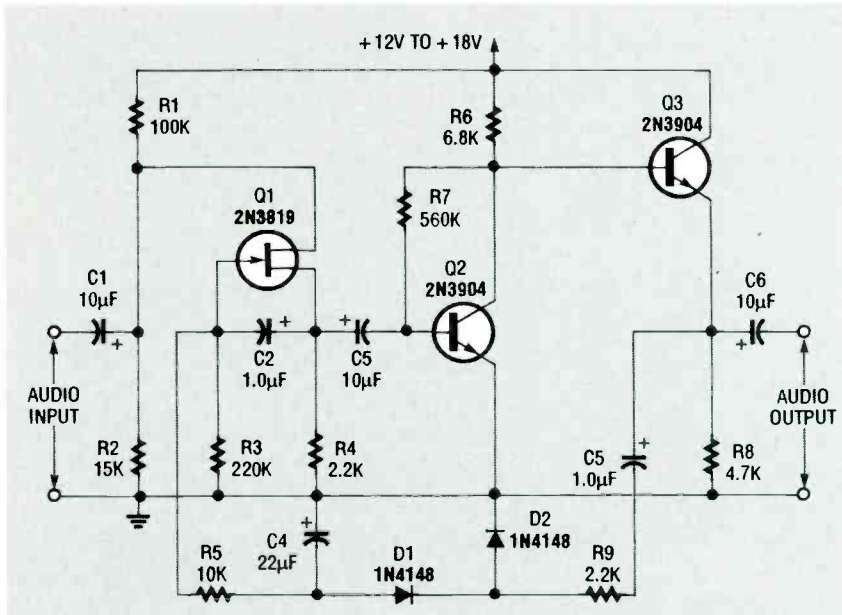 + 12V TO + 18V
R1
100K
R6
6.8K
Q3
2N3904
Q1
2N3819
R7
560K
Q2
2N3904
C1
10µF
+
C2
1.0µF
+
C5
10µF
+
C6
10µF
+
AUDIO
INPUT
AUDIO
OUTPUT
R2
15K
R3
220K
R4
2.2K
C5
1.0µF
+
R8
4.7K
C4
22µF
+
D2
1N4148
R5
10K
D1
1N4148
R9
2.2K